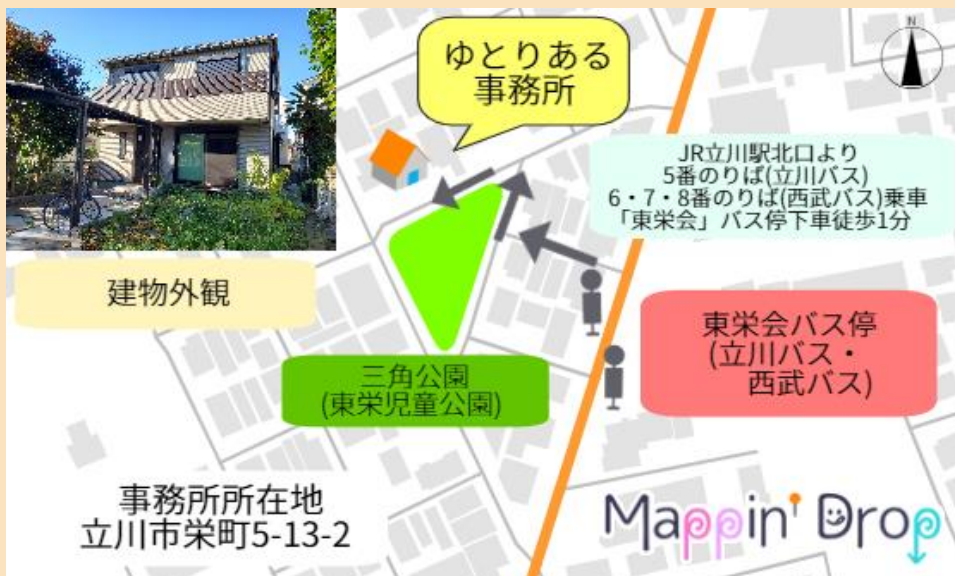 ゆとりある
事務所
N
JR立川駅北口より
5番のりば(立川バス)
6・7・8番のりば(西武バス)乗車
「東栄会」バス停下車徒歩1分
建物外観
東栄会バス停
(立川バス・
西武バス)
三角公園
(東栄児童公園)
事務所所在地
立川市栄町5-13-2
Mappin' Drop